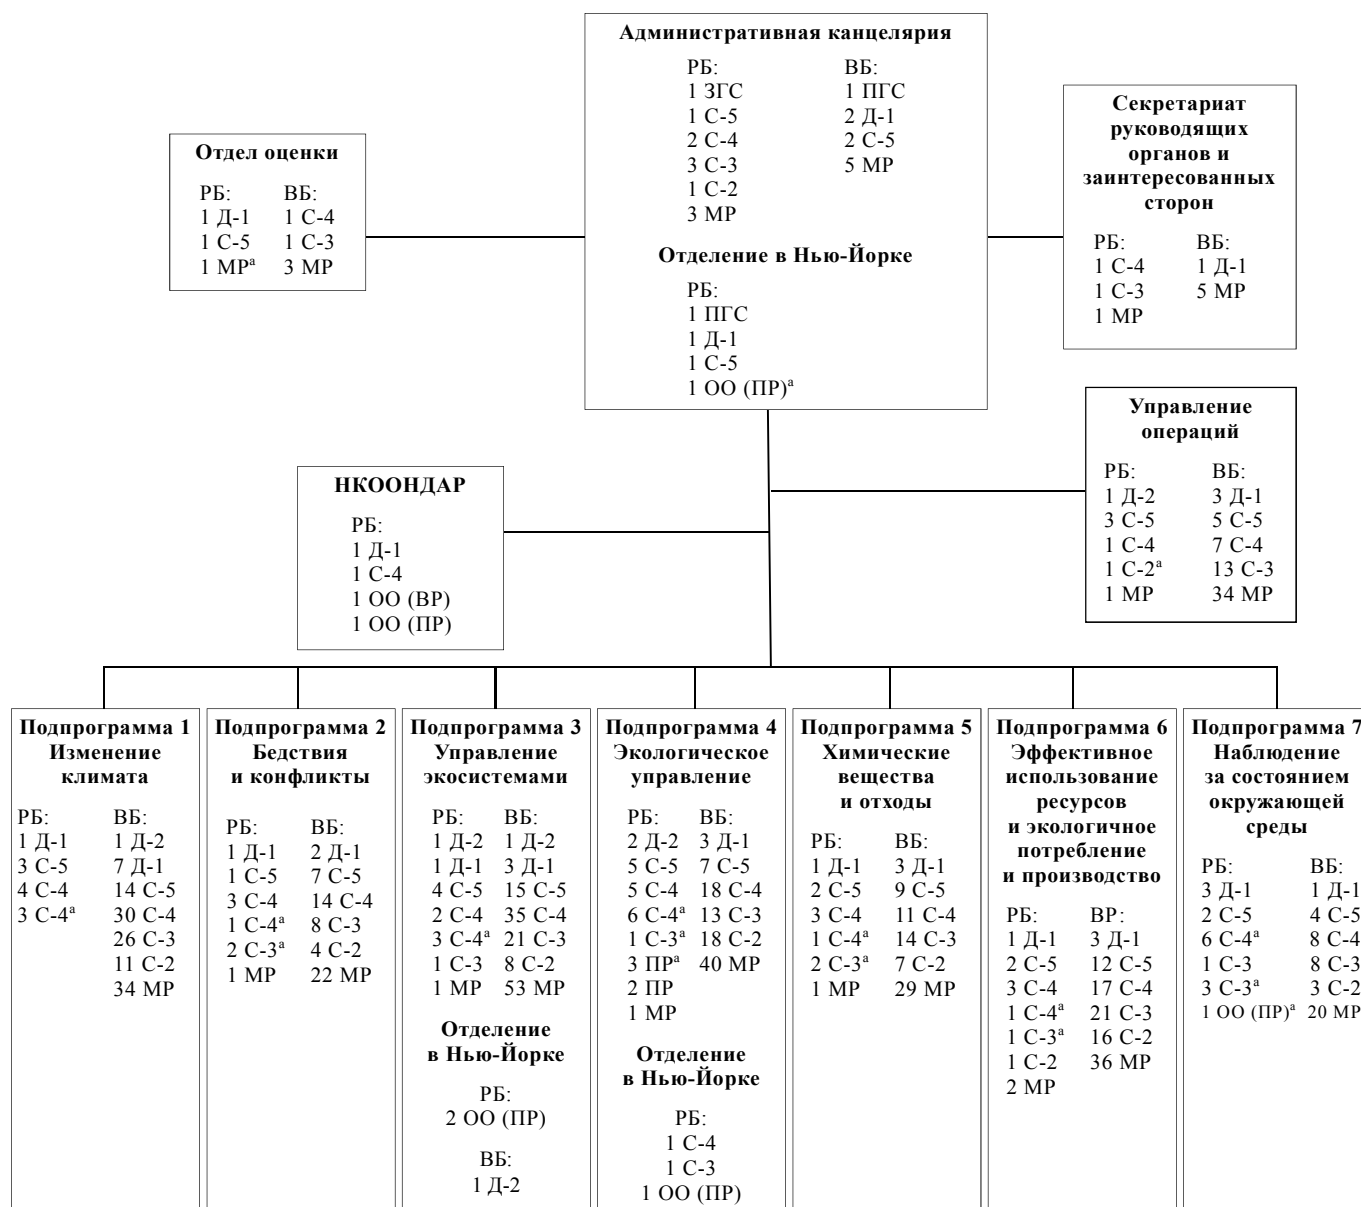 Административная канцелярия
РБ:
1 ЗГС
1 С-5
2 С-4
3 С-3
1 С-2
3 МР
ВБ:
1 ПГС
2 Д-1
2 С-5
5 МР
Отделение в Нью-Йорке
РБ:
1 ПГС
1 Д-1
1 С-5
1 ОО (ПР)ᵃ
Отдел оценки
РБ:
1 Д-1
1 С-5
1 МРᵃ
ВБ:
1 С-4
1 С-3
3 МР
Секретариат
руководящих
органов и
заинтересованных
сторон
РБ:
1 С-4
1 С-3
1 МР
ВБ:
1 Д-1
5 МР
Управление
операций
РБ:
1 Д-2
3 С-5
1 С-4
1 С-2ᵃ
1 МР
ВБ:
3 Д-1
5 С-5
7 С-4
13 С-3
34 МР
НКООНДАР
РБ:
1 Д-1
1 С-4
1 ОО (ВР)
1 ОО (ПР)
Подпрограмма 1
Изменение
климата
РБ:
1 Д-1
3 С-5
4 С-4
3 С-4ᵃ
ВБ:
1 Д-2
7 Д-1
14 С-5
30 С-4
26 С-3
11 С-2
34 МР
Подпрограмма 2
Бедствия
и конфликты
РБ:
1 Д-1
1 С-5
3 С-4
1 С-4ᵃ
2 С-3ᵃ
1 МР
ВБ:
2 Д-1
7 С-5
14 С-4
8 С-3
4 С-2
22 МР
Подпрограмма 3
Управление
экосистемами
РБ:
1 Д-2
1 Д-1
4 С-5
2 С-4
3 С-4ᵃ
1 С-3
1 МР
ВБ:
1 Д-2
3 Д-1
15 С-5
35 С-4
21 С-3
8 С-2
53 МР
Отделение
в Нью-Йорке
РБ:
2 ОО (ПР)
ВБ:
1 Д-2
Подпрограмма 4
Экологическое
управление
РБ:
2 Д-2
5 С-5
5 С-4
6 С-4ᵃ
1 С-3ᵃ
3 ПРᵃ
2 ПР
1 МР
ВБ:
3 Д-1
7 С-5
18 С-4
13 С-3
18 С-2
40 МР
Отделение
в Нью-Йорке
РБ:
1 С-4
1 С-3
1 ОО (ПР)
Подпрограмма 5
Химические
вещества
и отходы
РБ:
1 Д-1
2 С-5
3 С-4
1 С-4ᵃ
2 С-3ᵃ
1 МР
ВБ:
3 Д-1
9 С-5
11 С-4
14 С-3
7 С-2
29 МР
Подпрограмма 6
Эффективное
использование
ресурсов
и экологичное
потребление
и производство
РБ:
1 Д-1
2 С-5
3 С-4
1 С-4ᵃ
1 С-3ᵃ
1 С-2
2 МР
ВР:
3 Д-1
12 С-5
17 С-4
21 С-3
16 С-2
36 МР
Подпрограмма 7
Наблюдение
за состоянием
окружающей
среды
РБ:
3 Д-1
2 С-5
6 С-4ᵃ
1 С-3
3 С-3ᵃ
1 ОО (ПР)ᵃ
ВБ:
1 Д-1
4 С-5
8 С-4
8 С-3
3 С-2
20 МР